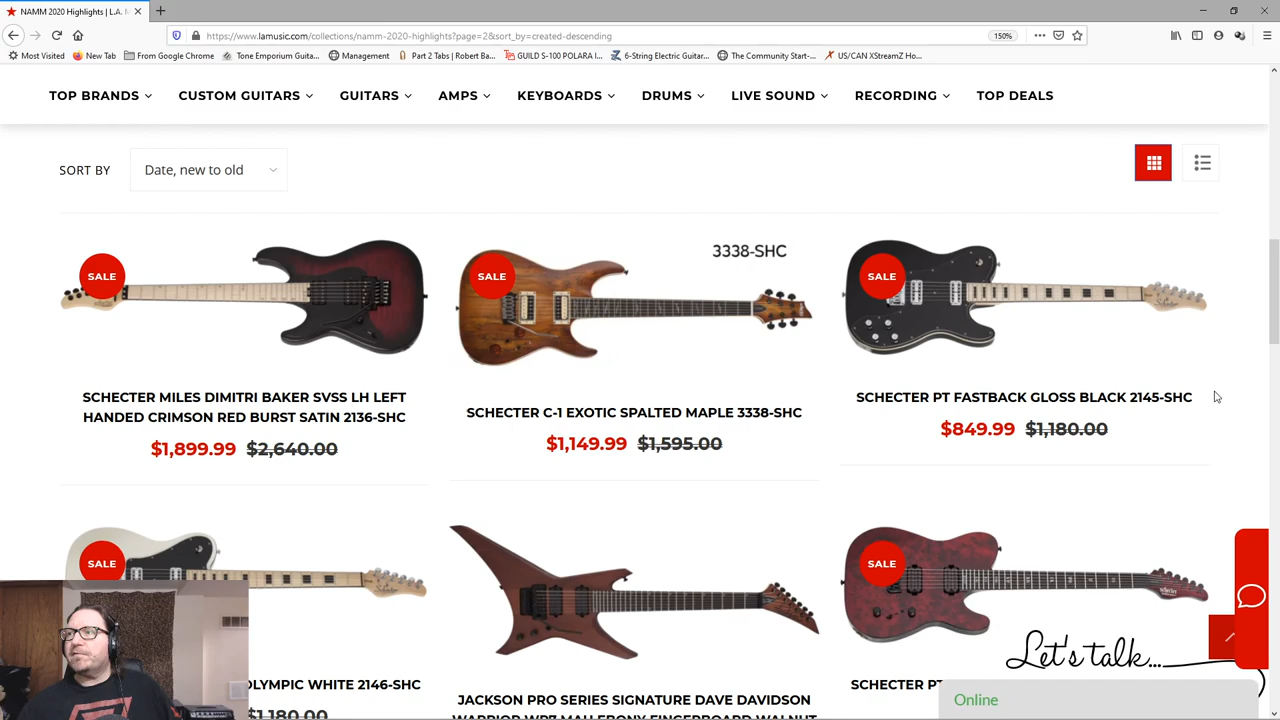 NAMM 2020 Highlights | L.A. M
https://www.lamusic.com/collections/namm-2020-highlights?page=2&sort_by=created-descending
150%
Most Visited
New Tab
From Google Chrome
Tone Emporium Guita...
Management
Part 2 Tabs | Robert Ba...
GUILD S-100 POLARA I...
6-String Electric Guitar...
The Community Start-...
US/CAN XStreamZ Ho...
TOP BRANDS
CUSTOM GUITARS
GUITARS
AMPS
KEYBOARDS
DRUMS
LIVE SOUND
RECORDING
TOP DEALS
SORT BY
Date, new to old
SALE
SCHECTER MILES DIMITRI BAKER SVSS LH LEFT
HANDED CRIMSON RED BURST SATIN 2136-SHC
$1,899.99 $2,640.00
SALE
3338-SHC
SCHECTER C-1 EXOTIC SPALTED MAPLE 3338-SHC
$1,149.99 $1,595.00
SALE
SCHECTER PT FASTBACK GLOSS BLACK 2145-SHC
$849.99 $1,180.00
SALE
OLYMPIC WHITE 2146-SHC
$1,180.00
JACKSON PRO SERIES SIGNATURE DAVE DAVIDSON
WARRIOR WR7 MAH EBONY FINGERBOARD WALNUT
SALE
SCHECTER PT
Let's talk...
Online